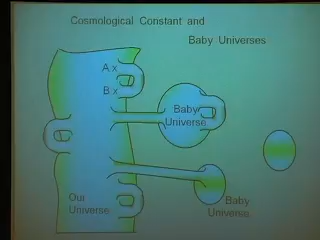 Cosmological Constant and
Baby Universes
A x
B x
Baby
Universe
Our
Universe
Baby
Universe